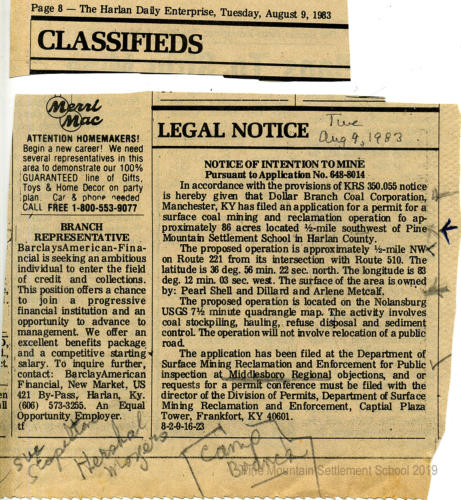 Page 8 — The Harlan Daily Enterprise, Tuesday, August 9, 1983
CLASSIFIEDS
Merri
Mac
ATTENTION HOMEMAKERS!
Begin a new career! We need
several representatives in this
area to demonstrate our 100%
GUARANTEED line of Gifts,
Toys & Home Decor on party
plan. Car & phone needed
CALL FREE 1-800-553-9077
BRANCH
REPRESENTATIVE
BarclaysAmerican-Fina-
ncial is seeking an ambitious
individual to enter the field
of credit and collections.
This position offers a chance
to join a progressive
financial institution and an
opportunity to advance to
management. We offer an
excellent benefits package
and a competitive starting
salary. To inquire further,
contact: BarclayAmerican
Financial, New Market, US
421 By-Pass, Harlan, Ky.
(606) 573-3255. An Equal
Opportunity Employer.
tf
LEGAL NOTICE
Tue
Aug 9, 1983
NOTICE OF INTENTION TO MINE
Pursuant to Application No. 648-8014
In accordance with the provisions of KRS 350.055 notice
is hereby given that Dollar Branch Coal Corporation,
Manchester, KY has filed an application for a permit for a
surface coal mining and reclamation operation fo ap-
proximately 86 acres located ½-mile southwest of Pine
Mountain Settlement School in Harlan County.
The proposed operation is approximately ½-mile NW
on Route 221 from its intersection with Route 510. The
latitude is 36 deg. 56 min. 22 sec. north. The longitude is 83
deg. 12 min. 03 sec. west. The surface of the area is owned
by: Pearl Snell and Dillard and Arlene Metcalf.
The proposed operation is located on the Nolansburg
USGS 7½ minute quadrangle map. The activity involves
coal stockpiling, hauling, refuse disposal and sediment
control. The operation will not involve relocation of a public
road.
The application has been filed at the Department of
Surface Mining Reclamation and Enforcement for Public
inspection at Middlesboro Regional objections, and or
requests for a permit conference must be filed with the
director of the Division of Permits, Department of Surface
Mining Reclamation and Enforcement, Captial Plaza
Tower, Frankfort, KY 40601.
8-2-9-16-23
Hershal
Camp
Pine Mountain Settlement School 2019